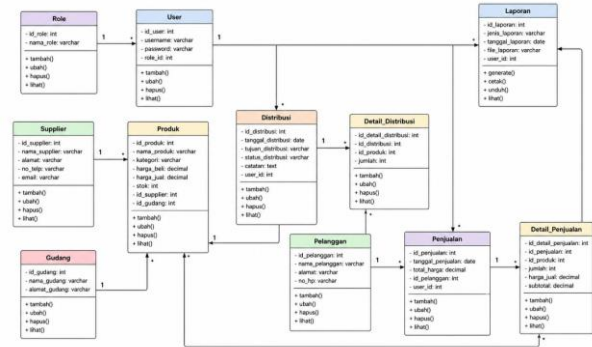 Role
- id_role: int
- nama_role: varchar
+ tambah()
+ ubah()
+ hapus()
+ lihat()
1
*
User
- id_user: int
- username: varchar
- password: varchar
- role_id: int
+ tambah()
+ ubah()
+ hapus()
+ lihat()
1
1
*
Laporan
- id_laporan: int
- jenis_laporan: varchar
- tanggal_laporan: date
- file_laporan: varchar
- user_id: int
+ generate()
+ cetak()
+ unduh()
+ lihat()
Supplier
- id_supplier: int
- nama_supplier: varchar
- alamat: varchar
- no_telp: varchar
- email: varchar
+ tambah()
+ ubah()
+ hapus()
+ lihat()
1
*
Produk
- id_produk: int
- nama_produk: varchar
- kategori: varchar
- harga_beli: decimal
- harga_jual: decimal
- stok: int
- id_supplier: int
- id_gudang: int
+ tambah()
+ ubah()
+ hapus()
+ lihat()
1
*
*
Distribusi
- id_distribusi: int
- tanggal_distribusi: date
- tujuan_distribusi: varchar
- status_distribusi: varchar
- catatan: text
- user_id: int
+ tambah()
+ ubah()
+ hapus()
+ lihat()
*
1
*
Detail_Distribusi
- id_detail_distribusi: int
- id_distribusi: int
- id_produk: int
- jumlah: int
+ tambah()
+ ubah()
+ hapus()
+ lihat()
*
Gudang
- id_gudang: int
- nama_gudang: varchar
- alamat_gudang: varchar
+ tambah()
+ ubah()
+ hapus()
+ lihat()
1
Pelanggan
- id_pelanggan: int
- nama_pelanggan: varchar
- alamat: varchar
- no_hp: varchar
+ tambah()
+ ubah()
+ hapus()
+ lihat()
1
*
Penjualan
- id_penjualan: int
- tanggal_penjualan: date
- total_harga: decimal
- id_pelanggan: int
- user_id: int
+ tambah()
+ ubah()
+ hapus()
+ lihat()
*
1
*
Detail_Penjualan
- id_detail_penjualan: int
- id_penjualan: int
- id_produk: int
- jumlah: int
- harga_jual: decimal
- subtotal: decimal
+ tambah()
+ ubah()
+ hapus()
+ lihat()
*